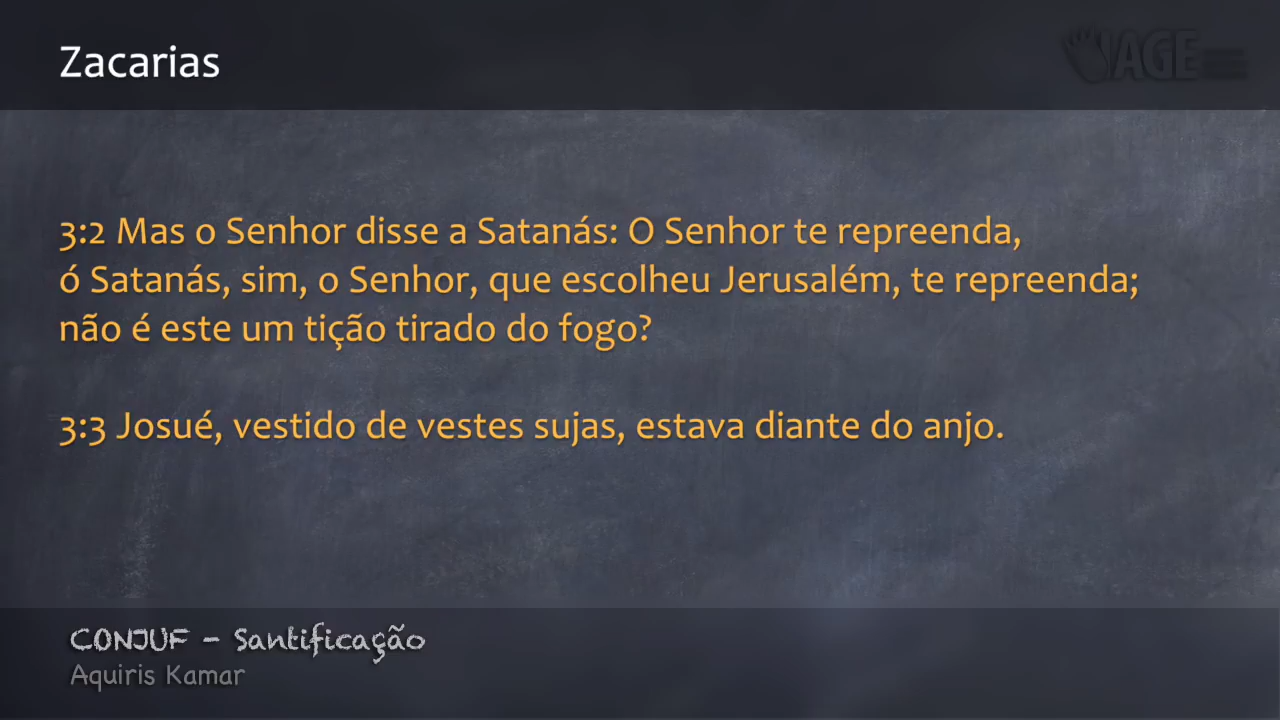 Zacarias
IAGE
3:2 Mas o Senhor disse a Satanás: O Senhor te repreenda,
ó Satanás, sim, o Senhor, que escolheu Jerusalém, te repreenda;
não é este um tição tirado do fogo?
3:3 Josué, vestido de vestes sujas, estava diante do anjo.
CONJUF - Santificação
Aquiris Kamar